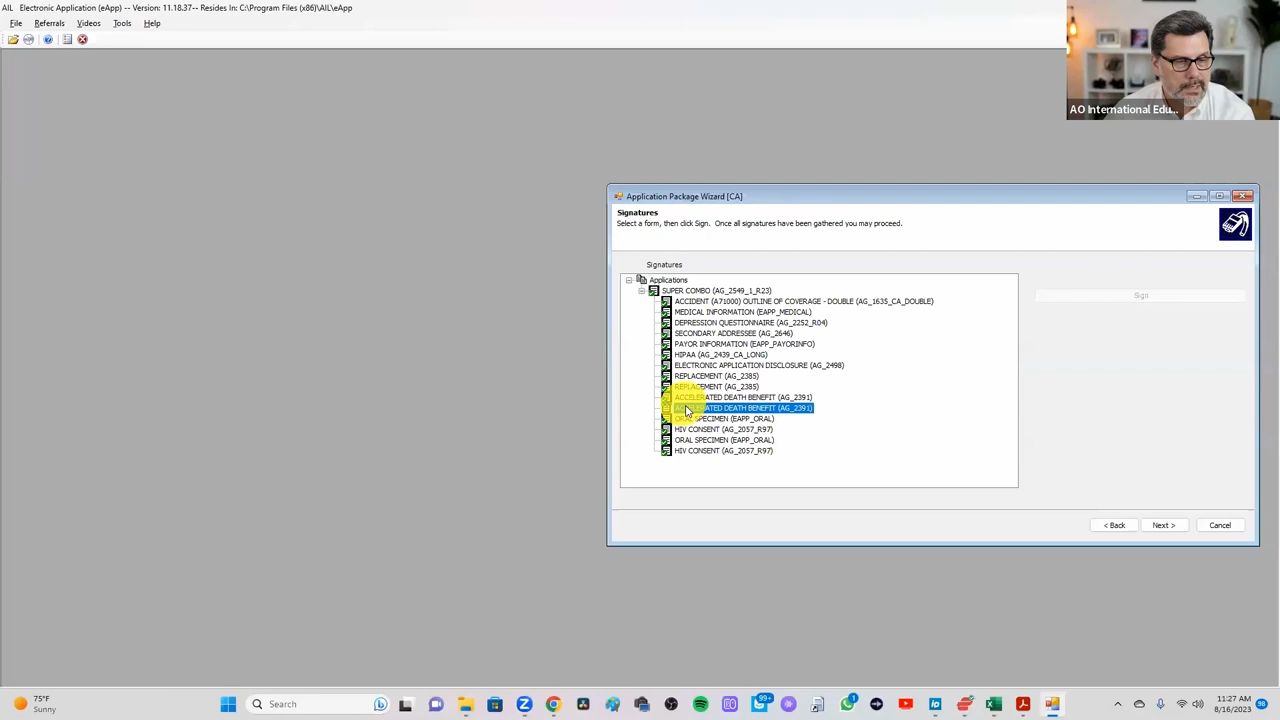 AIL Electronic Application (eApp) -- Version: 11.18.37-- Resides In: C:\Program Files (x86)\AIL\eApp
File Referrals Videos Tools Help
AO International Edu...
Application Package Wizard [CA]
Signatures
Select a form, then click Sign. Once all signatures have been gathered you may proceed.
Signatures
Applications
SUPER COMBO (AG_2549_1_R23)
ACCIDENT (A71000) OUTLINE OF COVERAGE - DOUBLE (AG_1635_CA_DOUBLE)
MEDICAL INFORMATION (EAPP_MEDICAL)
DEPRESSION QUESTIONNAIRE (AG_2252_R04)
SECONDARY ADDRESSEE (AG_2646)
PAYOR INFORMATION (EAPP_PAYORINFO)
HIPAA (AG_2439_CA_LONG)
ELECTRONIC APPLICATION DISCLOSURE (AG_2498)
REPLACEMENT (AG_2385)
REPLACEMENT (AG_2385)
ACCELERATED DEATH BENEFIT (AG_2391)
ACCELERATED DEATH BENEFIT (AG_2391)
ORAL SPECIMEN (EAPP_ORAL)
HIV CONSENT (AG_2057_R97)
ORAL SPECIMEN (EAPP_ORAL)
HIV CONSENT (AG_2057_R97)
Sign
< Back Next > Cancel
75°F
Sunny
Search
99+
1
11:27 AM
8/16/2023
98